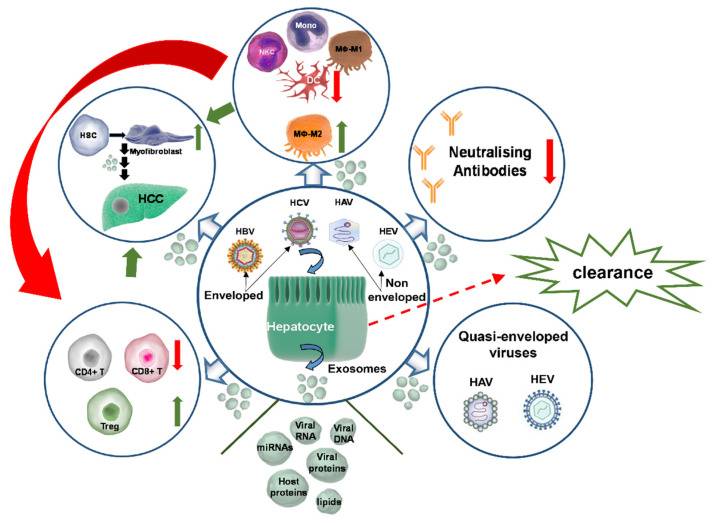 Mono
NKC
MΦ-M1
DC
MΦ-M2
HSC
Myofibroblast
HCC
Neutralising
Antibodies
HCV
HAV
HBV
HEV
Enveloped
Non
enveloped
Hepatocyte
Exosomes
clearance
CD4+ T
CD8+ T
Treg
Quasi-enveloped
viruses
HAV
HEV
miRNAs
Viral
RNA
Viral
DNA
Viral
proteins
Host
proteins
lipids